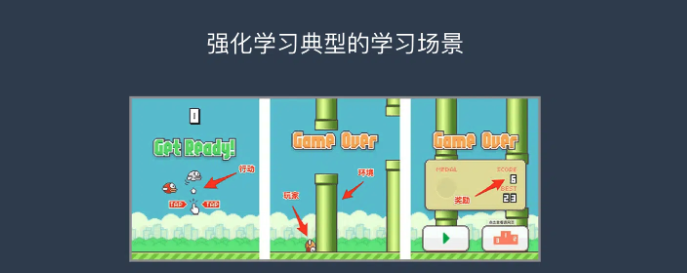 强化学习典型的学习场景
Get Ready!
行动
TAP TAP
Game Over
环境
玩家
Game Over
MEDAL
SCORE
6
BEST
23
奖励